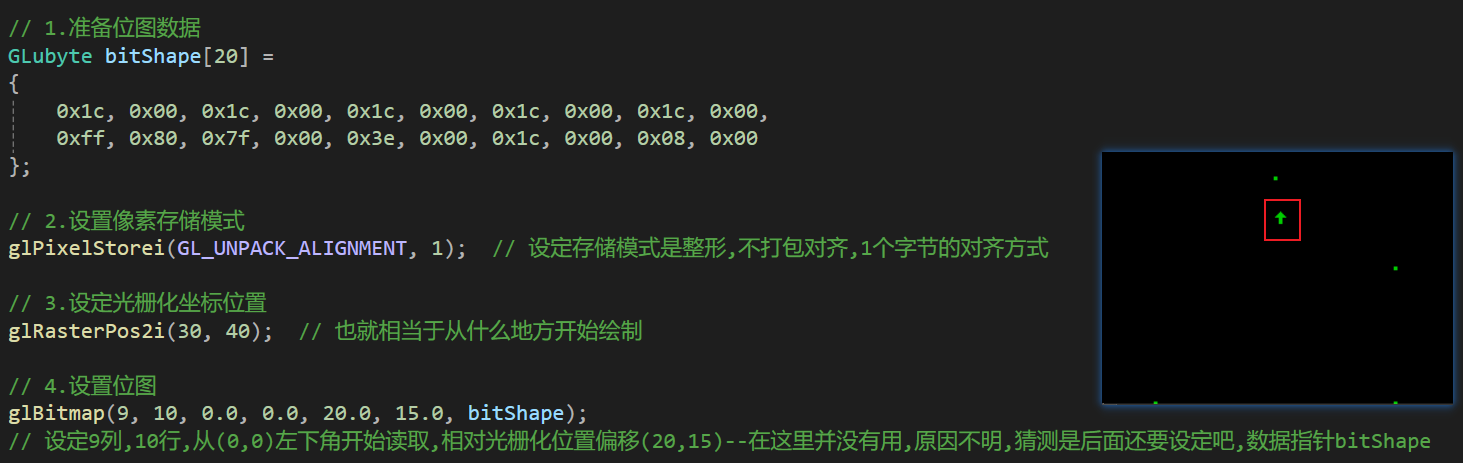 // 1.准备位图数据
GLubyte bitShape[20] =
{
0x1c, 0x00, 0x1c, 0x00, 0x1c, 0x00, 0x1c, 0x00, 0x1c, 0x00,
0xff, 0x80, 0x7f, 0x00, 0x3e, 0x00, 0x1c, 0x00, 0x08, 0x00
};
// 2.设置像素存储模式
glPixelStorei(GL_UNPACK_ALIGNMENT, 1);  // 设定存储模式是整形,不打包对齐,1个字节的对齐方式
// 3.设定光栅化坐标位置
glRasterPos2i(30, 40);  // 也就相当于从什么地方开始绘制
// 4.设置位图
glBitmap(9, 10, 0.0, 0.0, 20.0, 15.0, bitShape);
// 设定9列,10行,从(0,0)左下角开始读取,相对光栅化位置偏移(20,15)--在这里并没有用,原因不明,猜测是后面还要设定吧,数据指针bitShape